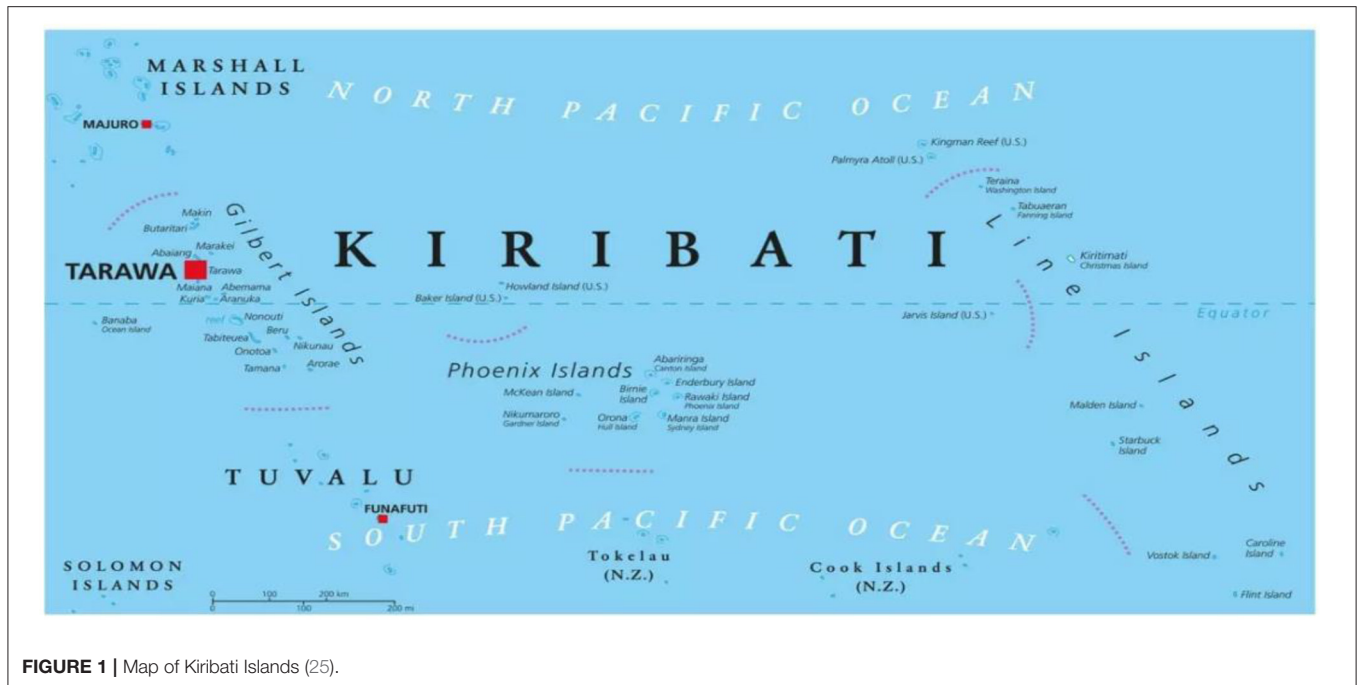 MARSHALL
ISLANDS
NORTH PACIFIC OCEAN
MAJURO
Kingman Reef (U.S.)
Palmyra Atoll (U.S.)
Teraina
Washington Island
Tabuaeran
Fanning Island
Makin
Butaritari
Gilbert Islands
Marakei
Abaiang
KIRIBATI
Line Islands
Kiritimati
Christmas Island
TARAWA
Tarawa
Maiana
Abemama
Kuria
Aranuka
Howland Island (U.S.)
Baker Island (U.S.)
Jarvis Island (U.S.)
Equator
Banaba
Ocean Island
reef
Nonouti
Tabiteuea
Beru
Nikunau
Onotoa
Tamana
Arorae
Phoenix Islands
Abariringa
Canton Island
Enderbury Island
McKean Island
Birnie
Island
Rawaki Island
Phoenix Island
Nikumaroro
Gardner Island
Orona
Hull Island
Manra Island
Sydney Island
Malden Island
Starbuck
Island
TUVALU
FUNAFUTI
SOUTH PACIFIC OCEAN
Tokelau
(N.Z.)
Cook Islands
(N.Z.)
Vostok Island
Caroline
Island
Flint Island
SOLOMON
ISLANDS
0 100 200 km
0 100 200 mi
FIGURE 1 | Map of Kiribati Islands (25).